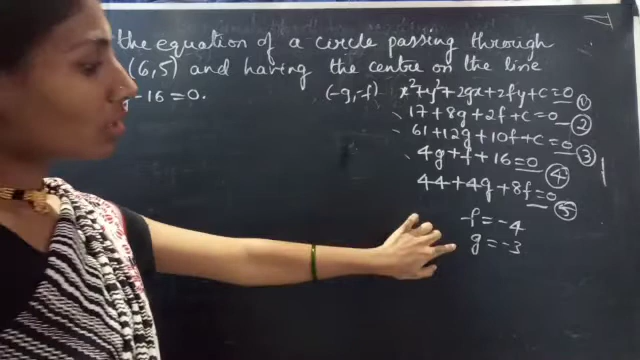 the equation of a circle passing through
(6,5) and having the centre on the line
y-16=0.
(-g,-f) x²+y²+2gx+2fy+c=0 ①
17+8g+2f+c=0 ②
61+12g+10f+c=0 ③
4g+f+16=0 ④
44+4g+8f=0 ⑤
f=-4
g=-3